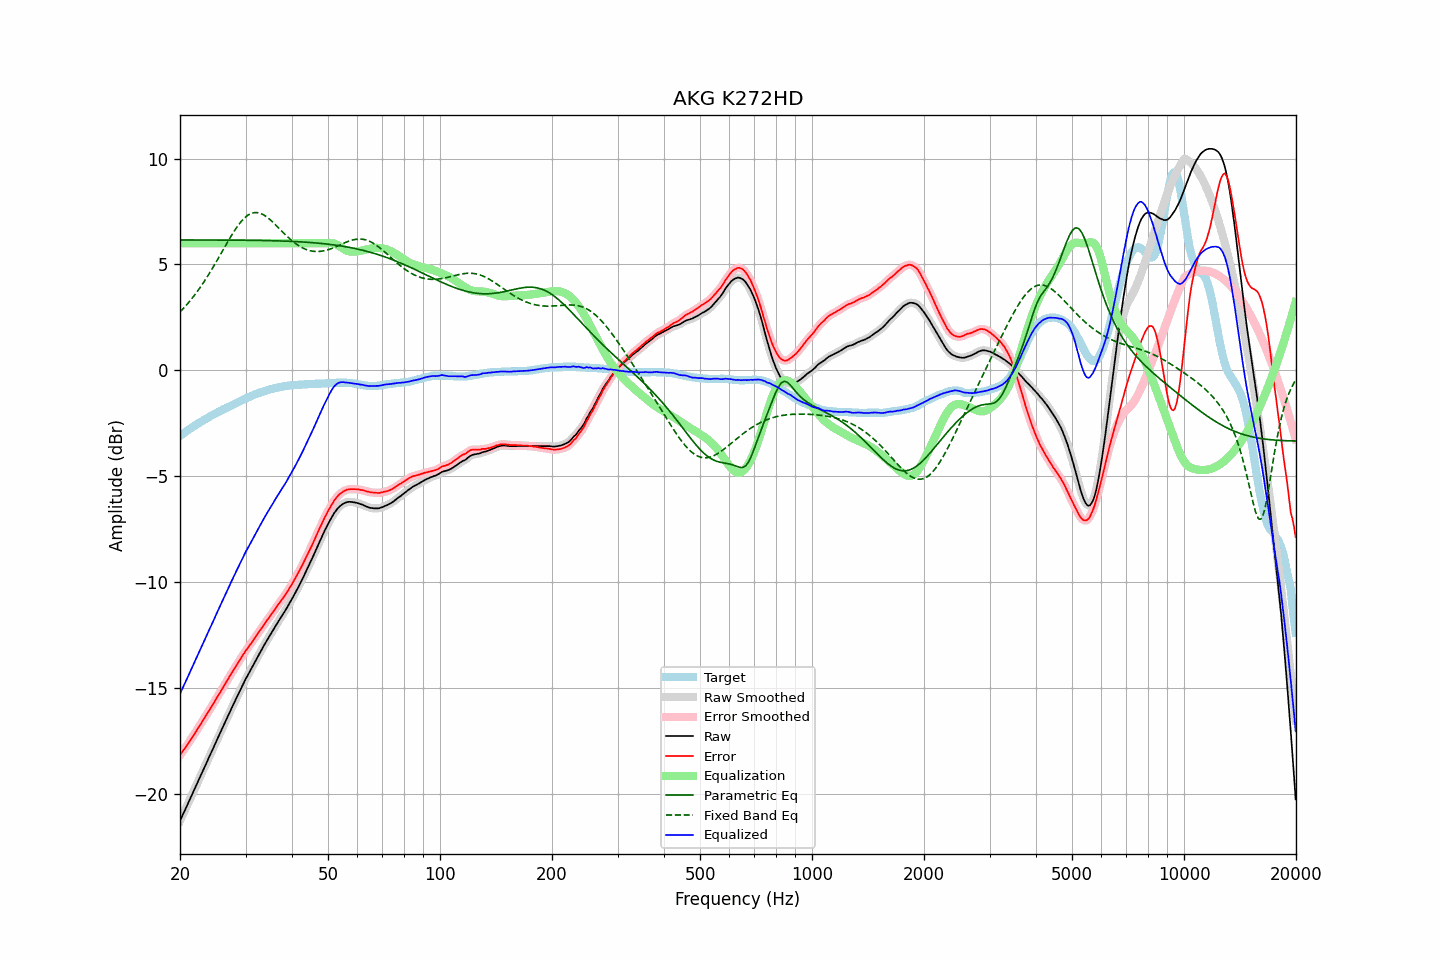 AKG K272HD
Amplitude (dBr)
10
5
0
−5
−10
−15
−20
Target
Raw Smoothed
Error Smoothed
Raw
Error
Equalization
Parametric Eq
Fixed Band Eq
Equalized
20 50 100 200 500 1000 2000 5000 10000 20000
Frequency (Hz)